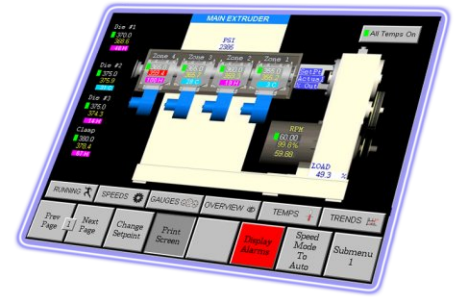 MAIN EXTRUDER
All Temps On
PSI
2386
Die #1
370.0
368.6
Zone 4
Zone 3
Zone 2
Zone 1
Die #2
375.0
375.9
Die #3
375.0
374.3
Clamp
380.0
378.4
RPM
60.00
99.8%
59.88
LOAD
49.3 %
RUNNING
SPEEDS
GAUGES
OVERVIEW
TEMPS
TRENDS
Prev Page
1
Next Page
Change Setpoint
Print Screen
Display Alarms
Speed Mode To Auto
Submenu 1